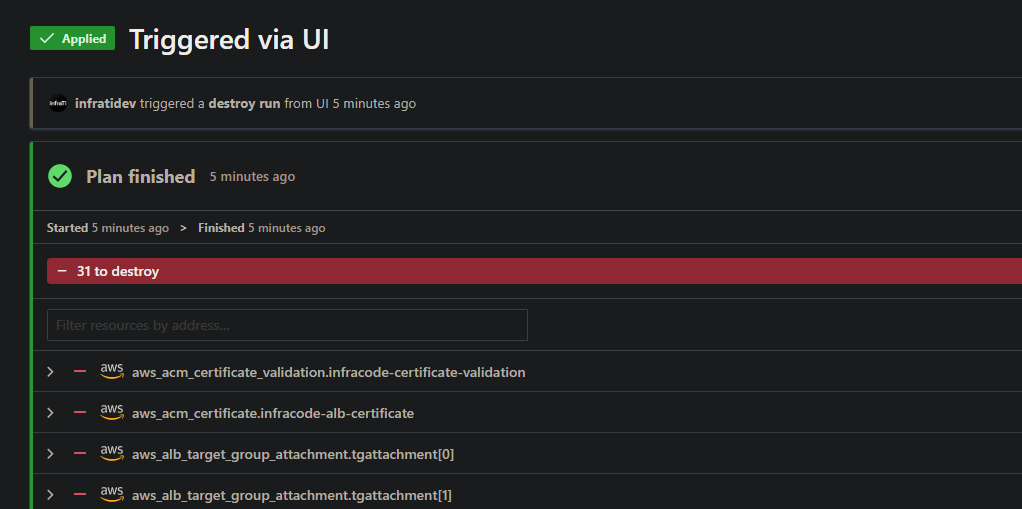 Applied Triggered via UI
InfraTI infratidev triggered a destroy run from UI 5 minutes ago
Plan finished 5 minutes ago
Started 5 minutes ago > Finished 5 minutes ago
− 31 to destroy
Filter resources by address...
aws aws_acm_certificate_validation.infracode-certificate-validation
aws aws_acm_certificate.infracode-alb-certificate
aws aws_alb_target_group_attachment.tgattachment[0]
aws aws_alb_target_group_attachment.tgattachment[1]